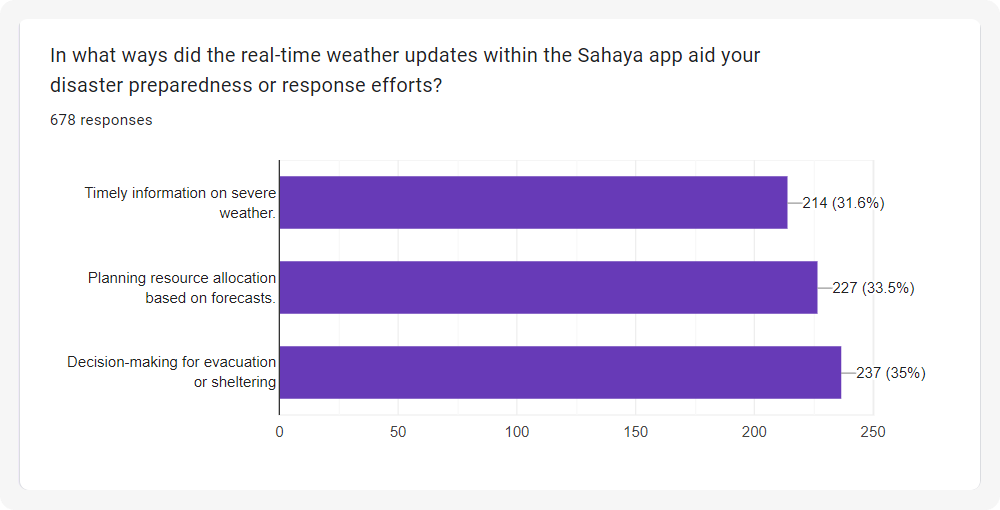 In what ways did the real-time weather updates within the Sahaya app aid your
disaster preparedness or response efforts?
678 responses
Timely information on severe
weather.
214 (31.6%)
Planning resource allocation
based on forecasts.
227 (33.5%)
Decision-making for evacuation
or sheltering
237 (35%)
0 50 100 150 200 250